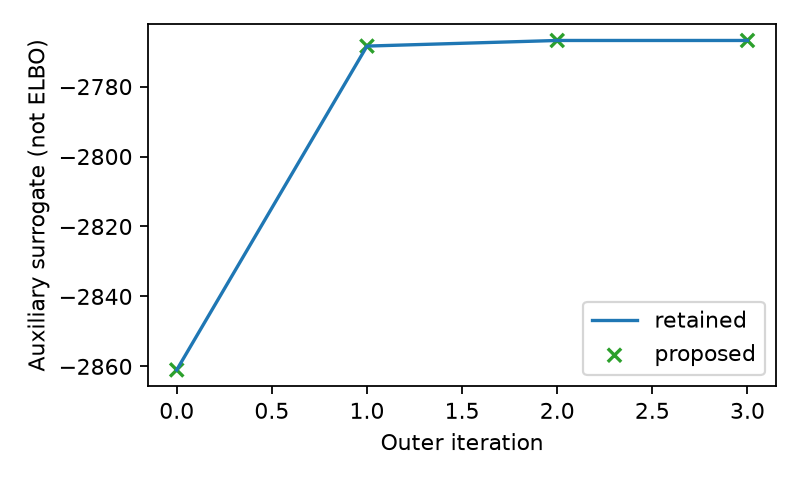 Auxiliary surrogate (not ELBO)
−2780
−2800
−2820
−2840
−2860
retained
proposed
0.0 0.5 1.0 1.5 2.0 2.5 3.0
Outer iteration